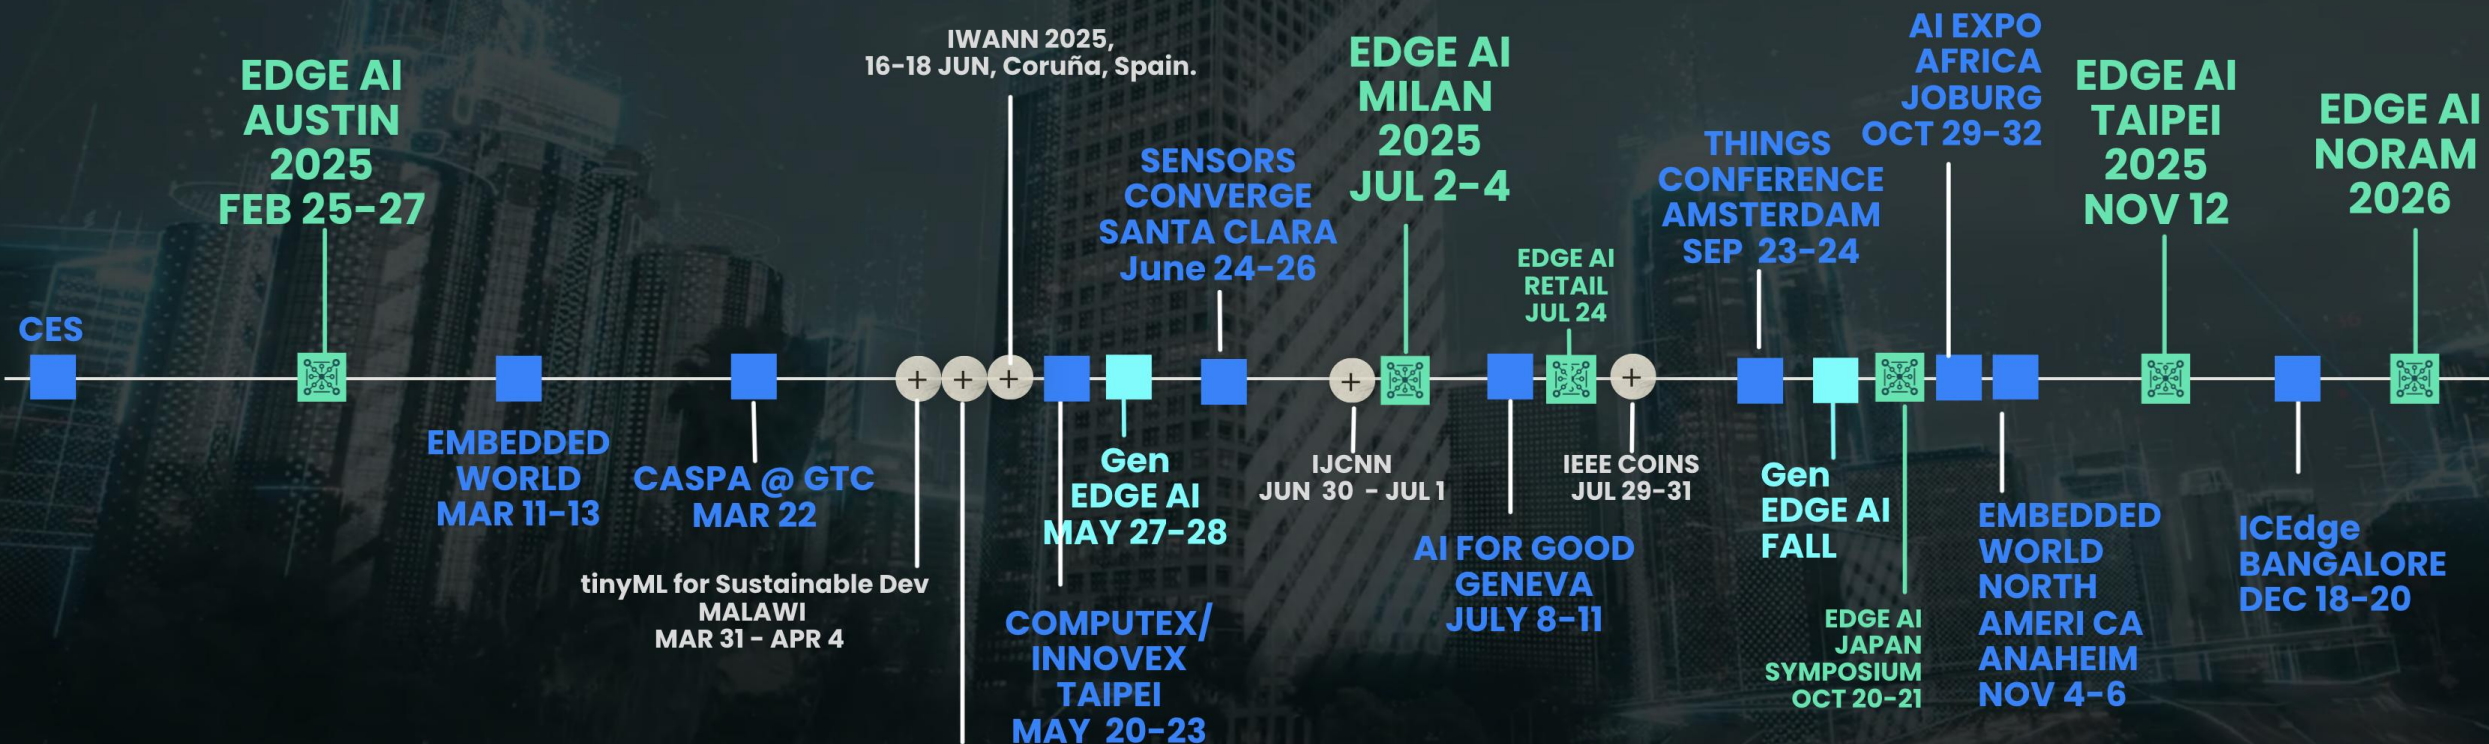 CES
EDGE AI
AUSTIN
2025
FEB 25-27
EMBEDDED
WORLD
MAR 11-13
CASPA @ GTC
MAR 22
tinyML for Sustainable Dev
MALAWI
MAR 31 - APR 4
IWANN 2025,
16-18 JUN, Coruña, Spain.
COMPUTEX/
INNOVEX
TAIPEI
MAY 20-23
Gen
EDGE AI
MAY 27-28
SENSORS
CONVERGE
SANTA CLARA
June 24-26
IJCNN
JUN 30 - JUL 1
EDGE AI
MILAN
2025
JUL 2-4
AI FOR GOOD
GENEVA
JULY 8-11
EDGE AI
RETAIL
JUL 24
IEEE COINS
JUL 29-31
THINGS
CONFERENCE
AMSTERDAM
SEP 23-24
Gen
EDGE AI
FALL
EDGE AI
JAPAN
SYMPOSIUM
OCT 20-21
AI EXPO
AFRICA
JOBURG
OCT 29-32
EMBEDDED
WORLD
NORTH
AMERI CA
ANAHEIM
NOV 4-6
EDGE AI
TAIPEI
2025
NOV 12
ICEdge
BANGALORE
DEC 18-20
EDGE AI
NORAM
2026